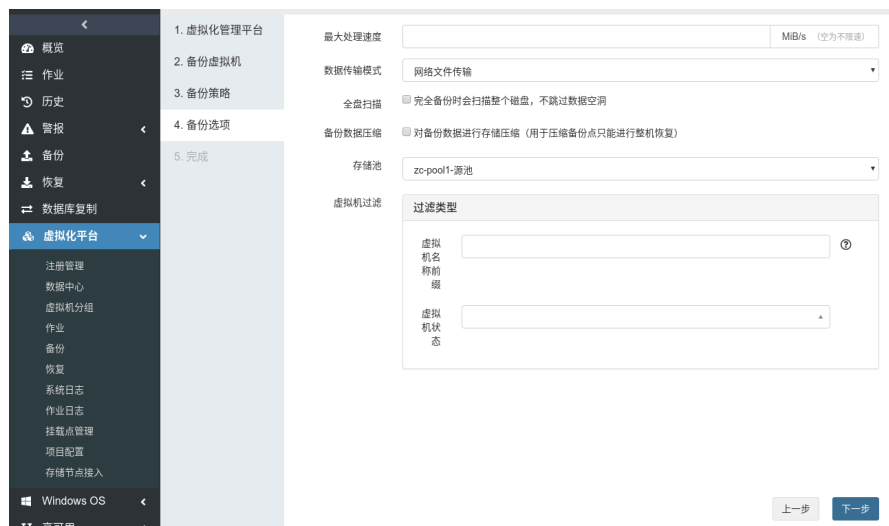 概览
作业
历史
警报
备份
恢复
数据库复制
虚拟化平台
注册管理
数据中心
虚拟机分组
作业
备份
恢复
系统日志
作业日志
挂载点管理
项目配置
存储节点接入
Windows OS
1. 虚拟化管理平台
2. 备份虚拟机
3. 备份策略
4. 备份选项
5. 完成
最大处理速度
MiB/s (空为不限速)
数据传输模式
网络文件传输
全盘扫描
完全备份时会扫描整个磁盘，不跳过数据空洞
备份数据压缩
对备份数据进行存储压缩（用于压缩备份点只能进行整机恢复）
存储池
zc-pool1-源池
虚拟机过滤
过滤类型
虚拟
机名
称前
缀
虚拟
机状
态
上一步
下一步